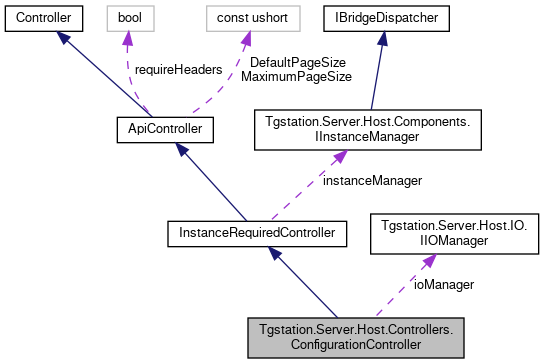 Controller
bool
const ushort
IBridgeDispatcher
requireHeaders
DefaultPageSize
MaximumPageSize
ApiController
Tgstation.Server.Host.Components.
IInstanceManager
instanceManager
InstanceRequiredController
Tgstation.Server.Host.IO.
IIOManager
ioManager
Tgstation.Server.Host.Controllers.
ConfigurationController